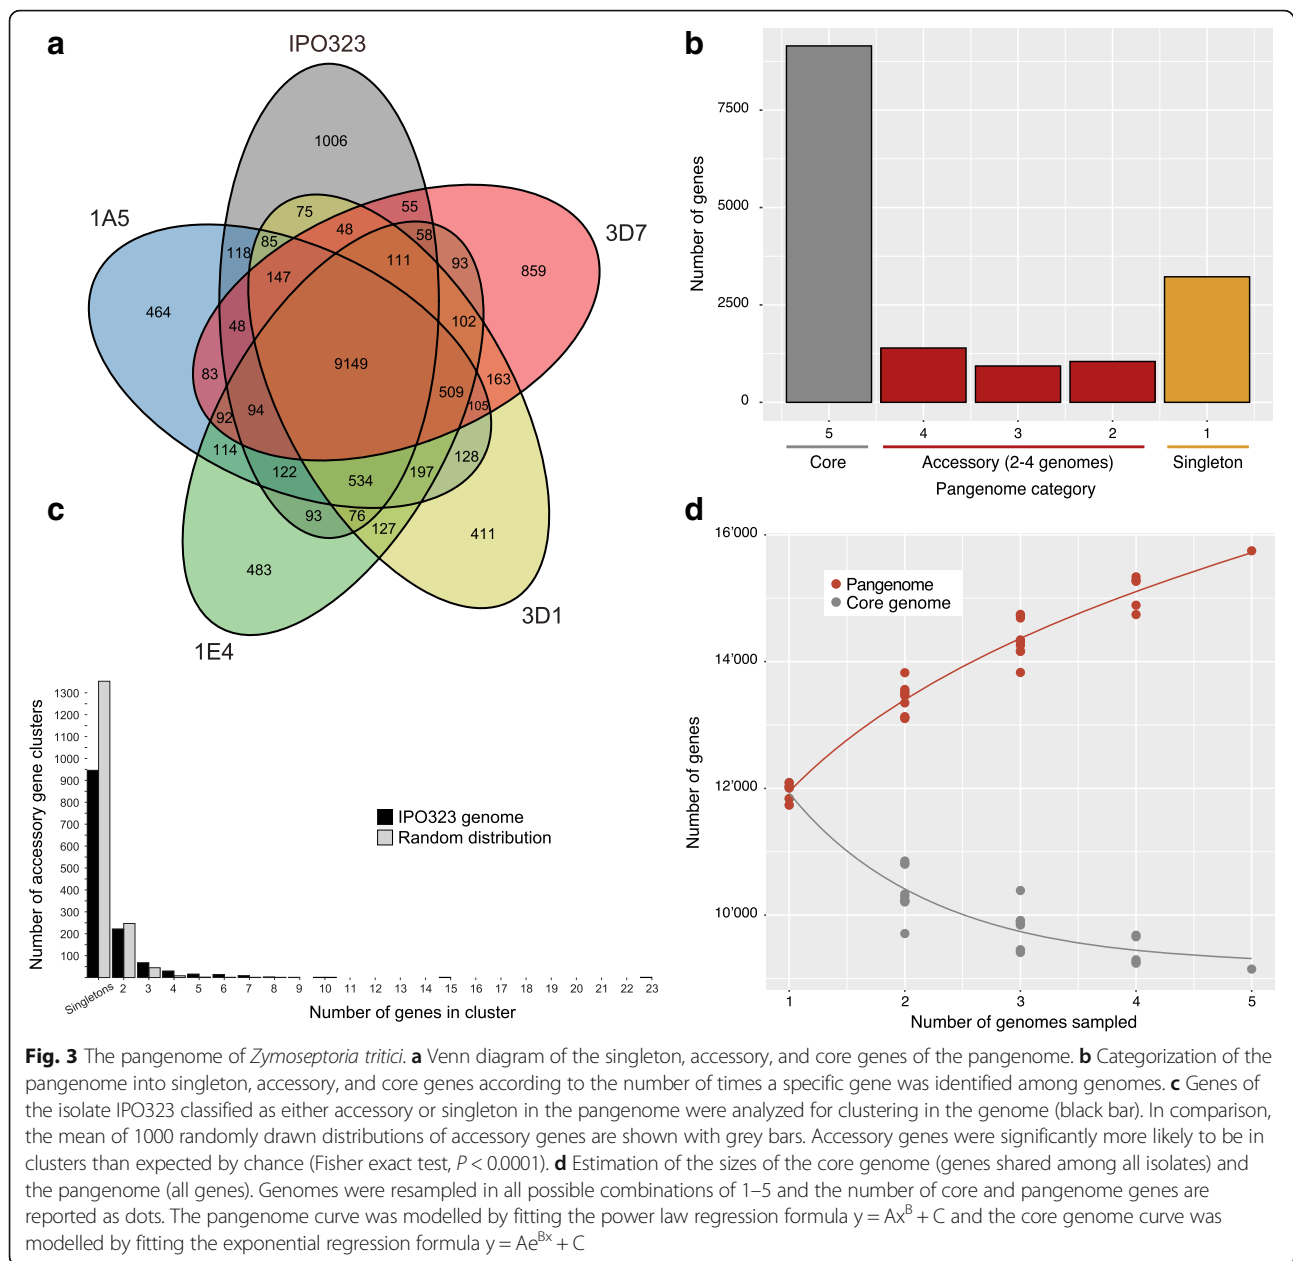 a
IPO323
1006
1A5
3D7
75
55
48
58
85
118
111
93
859
147
464
48
102
9149
83
163
509
105
94
92
114
122
534
197
128
93
76
127
411
483
3D1
1E4
b
Number of genes
7500
5000
2500
0
5
4
3
2
1
Core
Accessory (2-4 genomes)
Singleton
Pangenome category
c
Number of accessory gene clusters
1300
1200
1100
1000
900
800
700
600
500
400
300
200
100
IPO323 genome
Random distribution
Singletons 2 3 4 5 6 7 8 9 10 11 12 13 14 15 16 17 18 19 20 21 22 23
Number of genes in cluster
d
Number of genes
16'000
14'000
12'000
10'000
Pangenome
Core genome
1 2 3 4 5
Number of genomes sampled
Fig. 3 The pangenome of Zymoseptoria tritici. a Venn diagram of the singleton, accessory, and core genes of the pangenome. b Categorization of the
pangenome into singleton, accessory, and core genes according to the number of times a specific gene was identified among genomes. c Genes of
the isolate IPO323 classified as either accessory or singleton in the pangenome were analyzed for clustering in the genome (black bar). In comparison,
the mean of 1000 randomly drawn distributions of accessory genes are shown with grey bars. Accessory genes were significantly more likely to be in
clusters than expected by chance (Fisher exact test, P < 0.0001). d Estimation of the sizes of the core genome (genes shared among all isolates) and
the pangenome (all genes). Genomes were resampled in all possible combinations of 1–5 and the number of core and pangenome genes are
reported as dots. The pangenome curve was modelled by fitting the power law regression formula y = Ax^B + C and the core genome curve was
modelled by fitting the exponential regression formula y = Ae^Bx + C